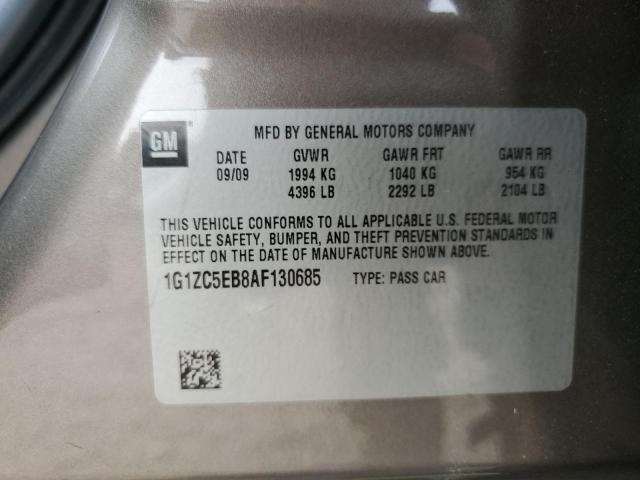 GM
MFD BY GENERAL MOTORS COMPANY
DATE GVWR GAWR FRT GAWR RR
09/09 1994 KG 1040 KG 954 KG
4396 LB 2292 LB 2104 LB
THIS VEHICLE CONFORMS TO ALL APPLICABLE U.S. FEDERAL MOTOR
VEHICLE SAFETY, BUMPER, AND THEFT PREVENTION STANDARDS IN
EFFECT ON THE DATE OF MANUFACTURE SHOWN ABOVE.
1G1ZC5EB8AF130685 TYPE: PASS CAR